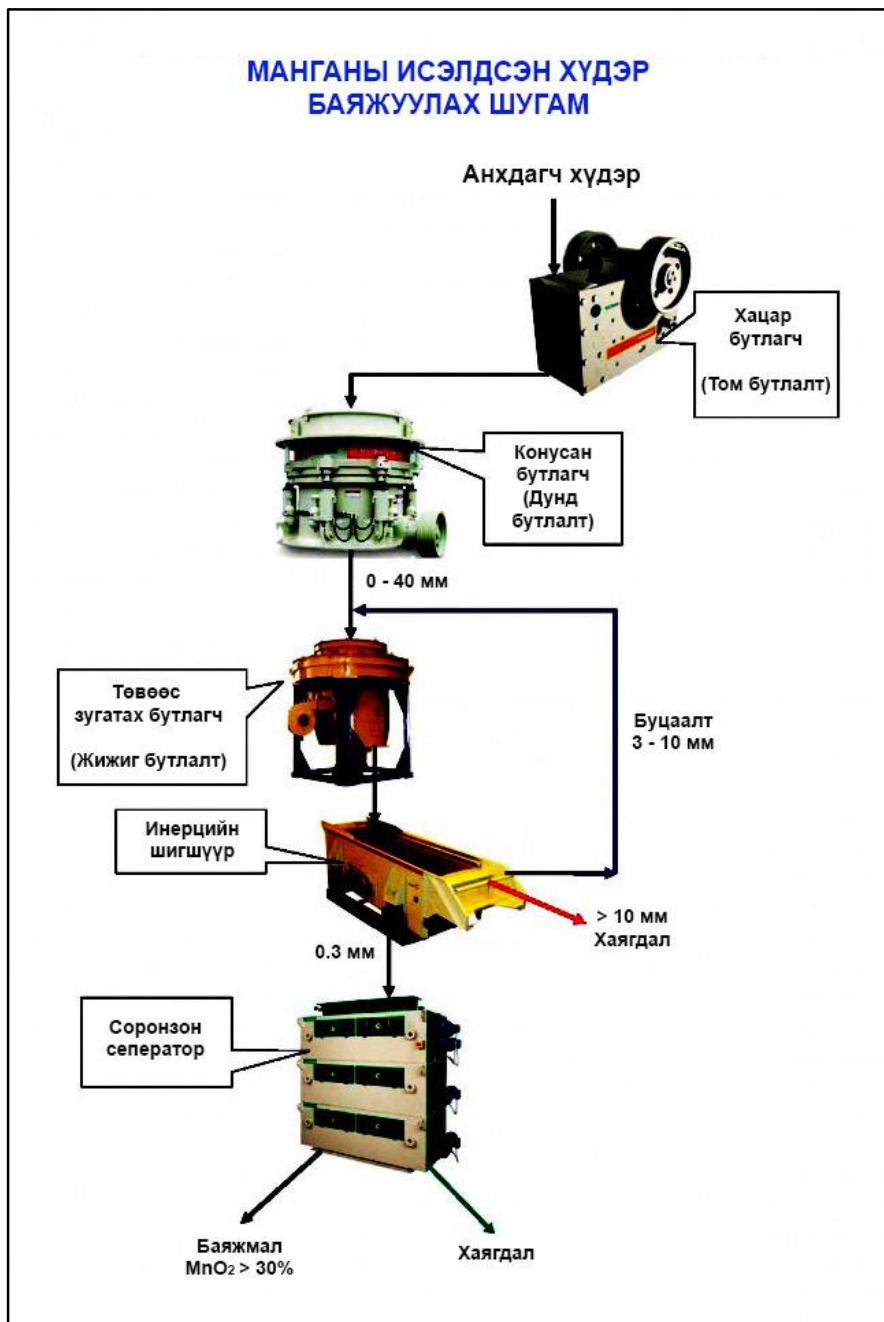 МАНГАНЫ ИСЭЛДСЭН ХҮДЭР
БАЯЖУУЛАХ ШУГАМ
Анхдагч хүдэр
Хацар
бутлагч
(Том бутлалт)
Конусан
бутлагч
(Дунд
бутлалт)
0 - 40 мм
Төвөөс
зугатах бутлагч
(Жижиг бутлалт)
Буцаалт
3 - 10 мм
Инерцийн
шигшүүр
> 10 мм
Хаягдал
0.3 мм
Соронзон
сеператор
Баяжмал
MnO₂ > 30%
Хаягдал